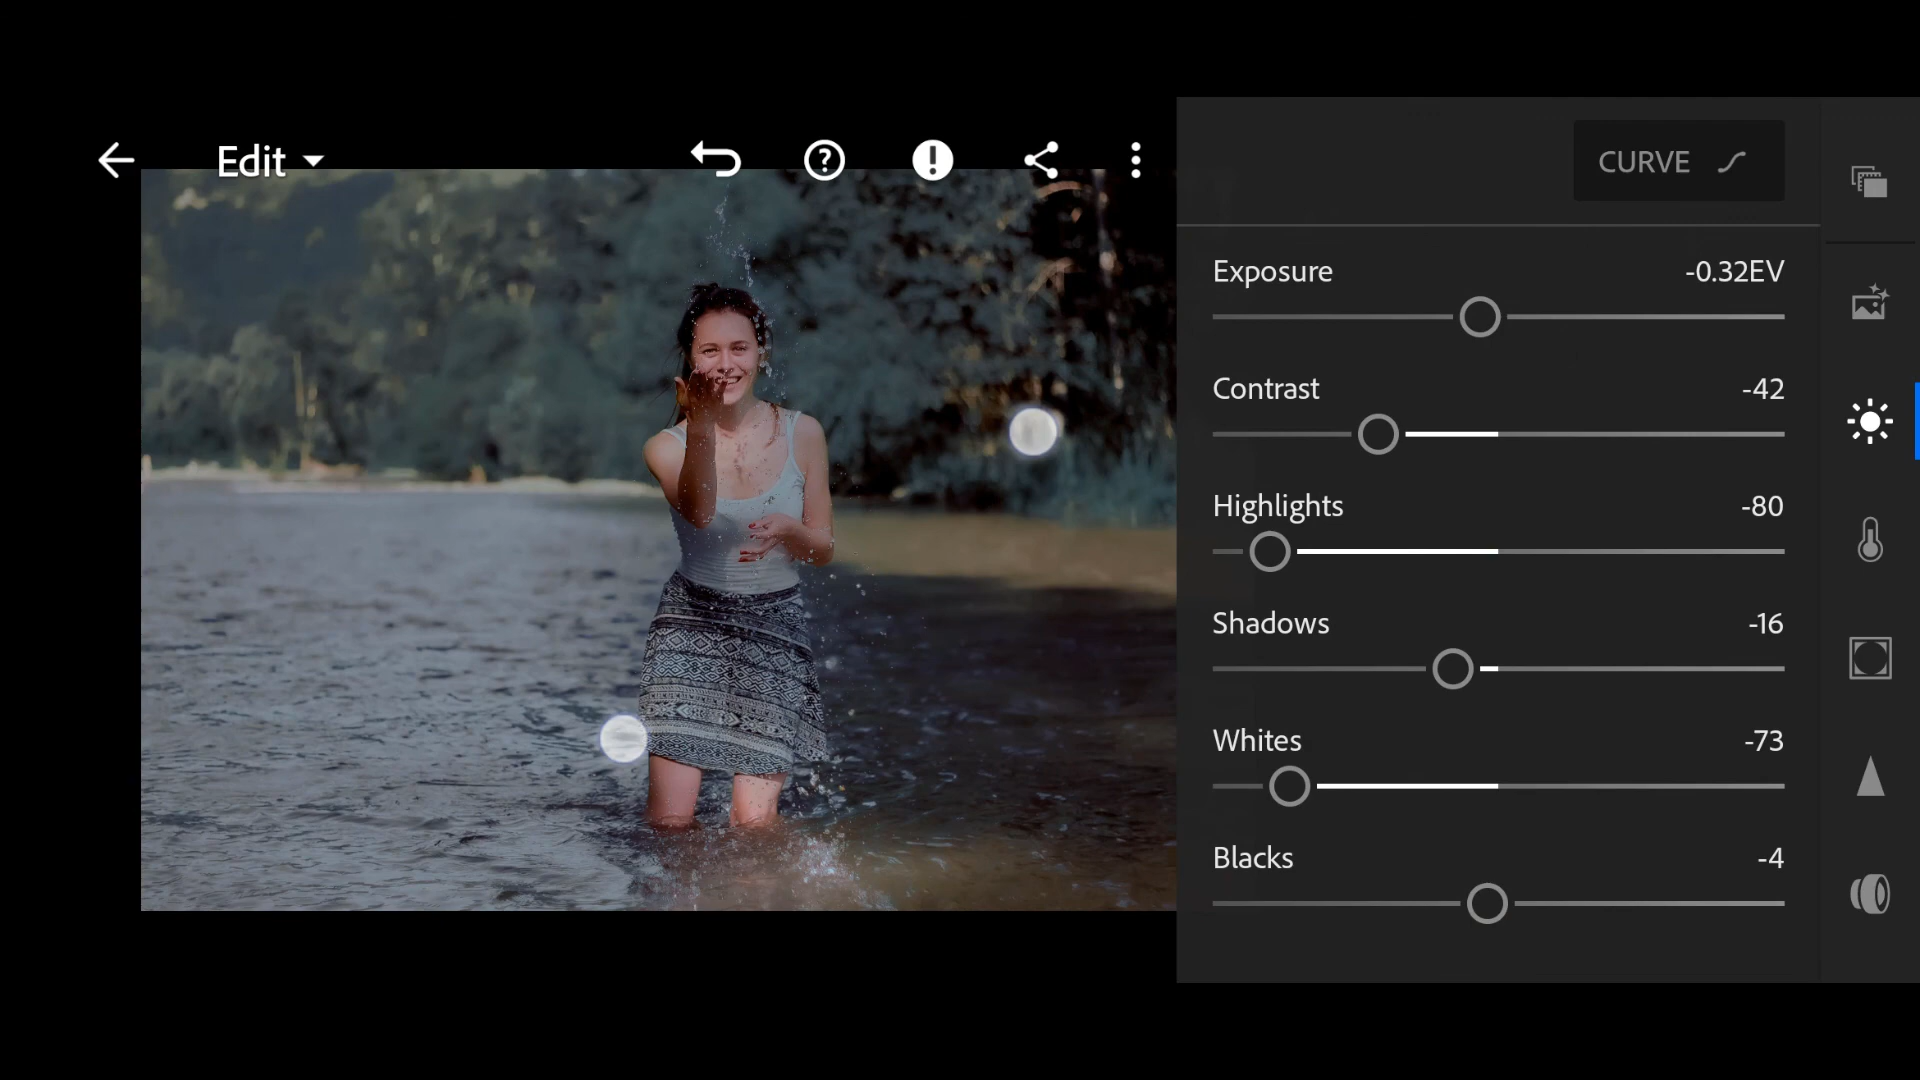 Edit
CURVE
Exposure -0.32EV
Contrast -42
Highlights -80
Shadows -16
Whites -73
Blacks -4